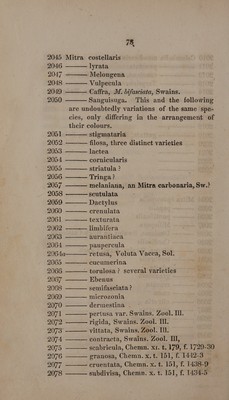 78
2045 Mitra costellaris
2046 ——— lyrata
2047 ——— Melongena
2048 ——— Vulpecula
2049 ——— Caffra, M. bifasciata, Swains.
2050 ——— Sanguisuga. This and the following
are undoubtedly variations of the same spe-
cies, only differing in the arrangement of
their colours.
2051 ——— stigmataria
2052 ——— filosa, three distinct varieties
2053 ——— lactea
2054 ——— cornicularis
2055 ——— striatula ?
2056 ——— Tringa ?
2057 ——— melaniana, an Mitra carbonaria, Sw.?
2058 ——— scutulata
2059 ——— Dactylus
2060 ——— crenulata
2061 ——— texturata
2062 ——— limbifera
2063 ——— aurantiaca
2064 ——— paupercula
2064a ——— retusa, Voluta Vacea, Sol.
2065 ——— cucumerina
2066 ——— torulosa ? several varieties
2067 ——— Ebenus
2068 ——— semifasciata ?
2069 ——— microzonia
2070 ——— dermestina
2071 ——— pertusa var. Swains. Zool. Ill.
2072 ——— rigida, Swains. Zool. Ill.
2073 ——— vittata, Swains. Zool. Ill.
2074 ——— contracta, Swains. Zool. Ill,
2075 ——— scabricula, Chemn. xi. t. 179, f. 1729-30
2076 ——— granosa, Chemn. x. t. 151, f. 1442-3
2077 ——— cruentata, Chemn. x. t. 151, f. 1438-9
2078 ——— subdivisa, Chemn. x. t. 151, f. 1434-5